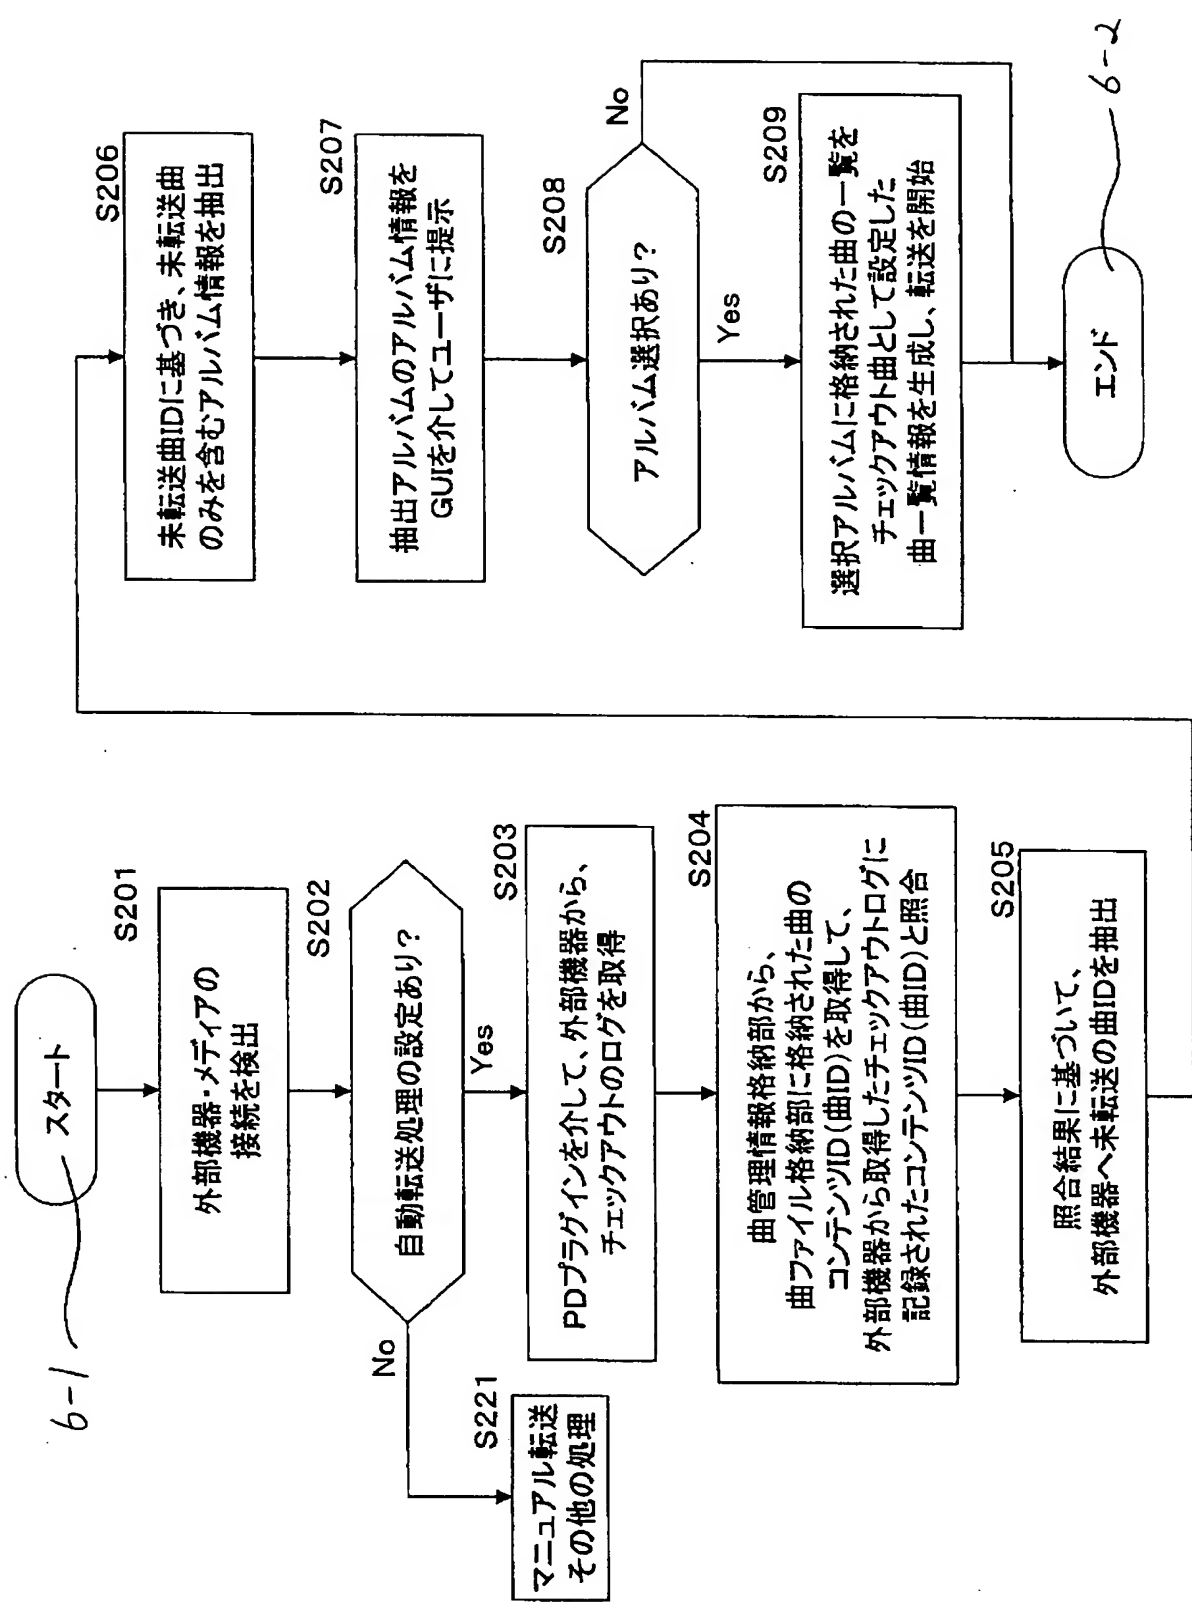 6-1
スタート
S201
外部機器・メディアの
接続を検出
S202
自動転送処理の設定あり？
No
Yes
S221
マニュアル転送
その他の処理
S203
PDプラグインを介して、外部機器から、
チェックアウトのログを取得
S204
曲管理情報格納部から、
曲ファイル格納部に格納された曲の
コンテンツID(曲ID)を取得して、
外部機器から取得したチェックアウトログに
記録されたコンテンツID(曲ID)と照合
S205
照合結果に基づいて、
外部機器へ未転送の曲IDを抽出
S206
未転送曲IDに基づき、未転送曲
のみを含むアルバム情報を抽出
S207
抽出アルバムのアルバム情報を
GUIを介してユーザに提示
S208
アルバム選択あり？
No
Yes
S209
選択アルバムに格納された曲の一覧を
チェックアウト曲として設定した
曲一覧情報を生成し、転送を開始
エンド
6-2